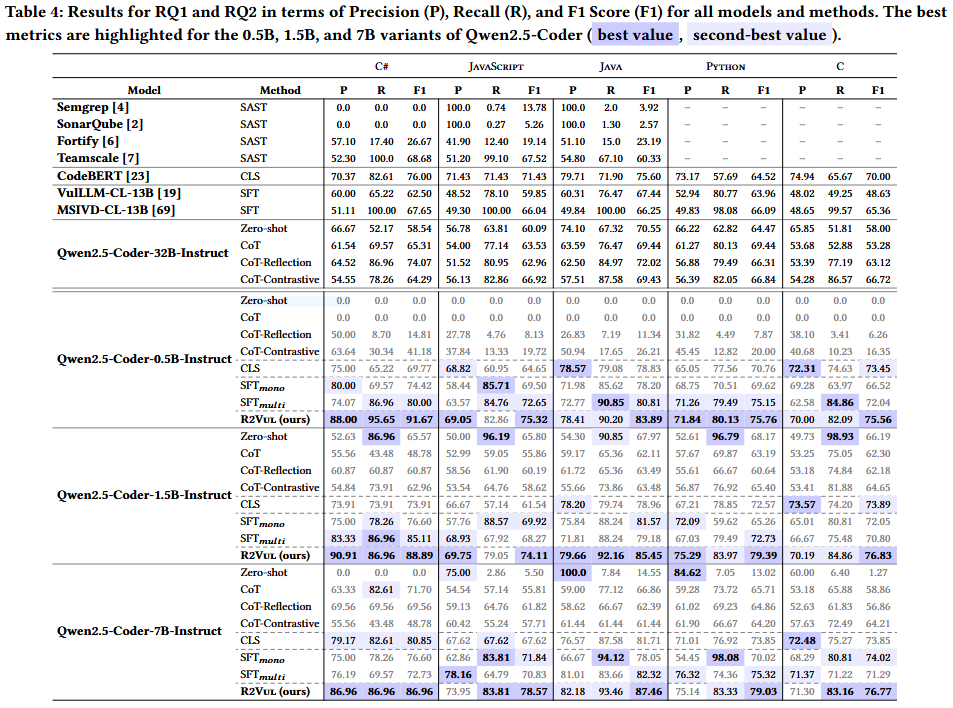 Table 4: Results for RQ1 and RQ2 in terms of Precision (P), Recall (R), and F1 Score (F1) for all models and methods. The best
metrics are highlighted for the 0.5B, 1.5B, and 7B variants of Qwen2.5-Coder ( best value , second-best value ).
C# JavaScript Java Python C
Model Method P R F1 P R F1 P R F1 P R F1 P R F1
Semgrep [4] SAST 0.0 0.0 0.0 100.0 0.74 13.78 100.0 2.0 3.92 – – – – – –
SonarQube [2] SAST 0.0 0.0 0.0 100.0 0.27 5.26 100.0 1.30 2.57 – – – – – –
Fortify [6] SAST 57.10 17.40 26.67 41.90 12.40 19.14 51.10 15.0 23.19 – – – – – –
Teamscale [7] SAST 52.30 100.0 68.68 51.20 99.10 67.52 54.80 67.10 60.33 – – – – – –
CodeBERT [23] CLS 70.37 82.61 76.00 71.43 71.43 71.43 79.71 71.90 75.60 73.17 57.69 64.52 74.94 65.67 70.00
VulLLM-CL-13B [19] SFT 60.00 65.22 62.50 48.52 78.10 59.85 60.31 76.47 67.44 52.94 80.77 63.96 48.02 49.25 48.63
MSIVD-CL-13B [69] SFT 51.11 100.00 67.65 49.30 100.00 66.04 49.84 100.00 66.25 49.83 98.08 66.09 48.65 99.57 65.36
Qwen2.5-Coder-32B-Instruct
Zero-shot 66.67 52.17 58.54 56.78 63.81 60.09 74.10 67.32 70.55 66.22 62.82 64.47 65.85 51.81 58.00
CoT 61.54 69.57 65.31 54.00 77.14 63.53 63.59 76.47 69.44 61.27 80.13 69.44 53.68 52.88 53.28
CoT-Reflection 64.52 86.96 74.07 51.52 80.95 62.96 62.50 84.97 72.02 56.88 79.49 66.31 53.39 77.19 63.12
CoT-Contrastive 54.55 78.26 64.29 56.13 82.86 66.92 57.51 87.58 69.43 56.39 82.05 66.84 54.28 86.57 66.72
Qwen2.5-Coder-0.5B-Instruct
Zero-shot 0.0 0.0 0.0 0.0 0.0 0.0 0.0 0.0 0.0 0.0 0.0 0.0 0.0 0.0 0.0
CoT 0.0 0.0 0.0 0.0 0.0 0.0 0.0 0.0 0.0 0.0 0.0 0.0 0.0 0.0 0.0
CoT-Reflection 50.00 8.70 14.81 27.78 4.76 8.13 26.83 7.19 11.34 31.82 4.49 7.87 38.10 3.41 6.26
CoT-Contrastive 63.64 30.34 41.18 37.84 13.33 19.72 50.94 17.65 26.21 45.45 12.82 20.00 40.68 10.23 16.35
CLS 75.00 65.22 69.77 68.82 60.95 64.65 78.57 79.08 78.83 65.05 77.56 70.76 72.31 74.63 73.45
SFTmono 80.00 69.57 74.42 58.44 85.71 69.50 71.98 85.62 78.20 68.75 70.51 69.62 69.28 63.97 66.52
SFTmulti 74.07 86.96 80.00 63.57 84.76 72.65 72.77 90.85 80.81 71.26 79.49 75.15 62.58 84.86 72.04
R2Vul (ours) 88.00 95.65 91.67 69.05 82.86 75.32 78.41 90.20 83.89 71.84 80.13 75.76 70.00 82.09 75.56
Qwen2.5-Coder-1.5B-Instruct
Zero-shot 52.63 86.96 65.57 50.00 96.19 65.80 54.30 90.85 67.97 52.61 96.79 68.17 49.73 98.93 66.19
CoT 55.56 43.48 48.78 52.99 59.05 55.86 59.17 65.36 62.11 57.67 69.87 63.19 53.25 75.05 62.30
CoT-Reflection 60.87 60.87 60.87 58.56 61.90 60.19 61.72 65.36 63.49 55.61 66.67 60.64 53.18 74.84 62.18
CoT-Contrastive 54.84 73.91 62.96 53.54 64.76 58.62 55.66 73.86 63.48 56.87 76.92 65.40 53.41 81.88 64.65
CLS 73.91 73.91 73.91 66.67 57.14 61.54 78.20 79.74 78.96 67.21 78.85 72.57 73.57 74.20 73.89
SFTmono 75.00 78.26 76.60 57.76 88.57 69.92 75.84 88.24 81.57 72.09 59.62 65.26 65.01 80.81 72.05
SFTmulti 83.33 86.96 85.11 68.93 67.92 68.27 71.81 88.24 79.18 67.03 79.49 72.73 66.67 75.48 70.80
R2Vul (ours) 90.91 86.96 88.89 69.75 79.05 74.11 79.66 92.16 85.45 75.29 83.97 79.39 70.19 84.86 76.83
Qwen2.5-Coder-7B-Instruct
Zero-shot 0.0 0.0 0.0 75.00 2.86 5.50 100.0 7.84 14.55 84.62 7.05 13.02 60.00 6.40 1.27
CoT 63.33 82.61 71.70 54.54 57.14 55.81 59.00 77.12 66.86 59.28 73.72 65.71 53.18 65.88 58.86
CoT-Reflection 69.56 69.56 69.56 59.13 64.76 61.82 58.62 66.67 62.39 61.02 69.23 64.86 52.63 61.83 56.86
CoT-Contrastive 55.56 43.48 48.78 60.42 55.24 57.71 61.44 61.44 61.44 61.90 66.67 64.20 57.63 72.49 64.21
CLS 79.17 82.61 80.85 67.62 67.62 67.62 76.57 87.58 81.71 71.01 76.92 73.85 72.48 75.27 73.85
SFTmono 75.00 78.26 76.60 62.86 83.81 71.84 66.67 94.12 78.05 54.45 98.08 70.02 68.29 80.81 74.02
SFTmulti 76.19 69.57 72.73 78.16 64.79 70.83 81.01 83.66 82.32 76.32 74.36 75.32 71.37 71.22 71.29
R2Vul (ours) 86.96 86.96 86.96 73.95 83.81 78.57 82.18 93.46 87.46 75.14 83.33 79.03 71.30 83.16 76.77